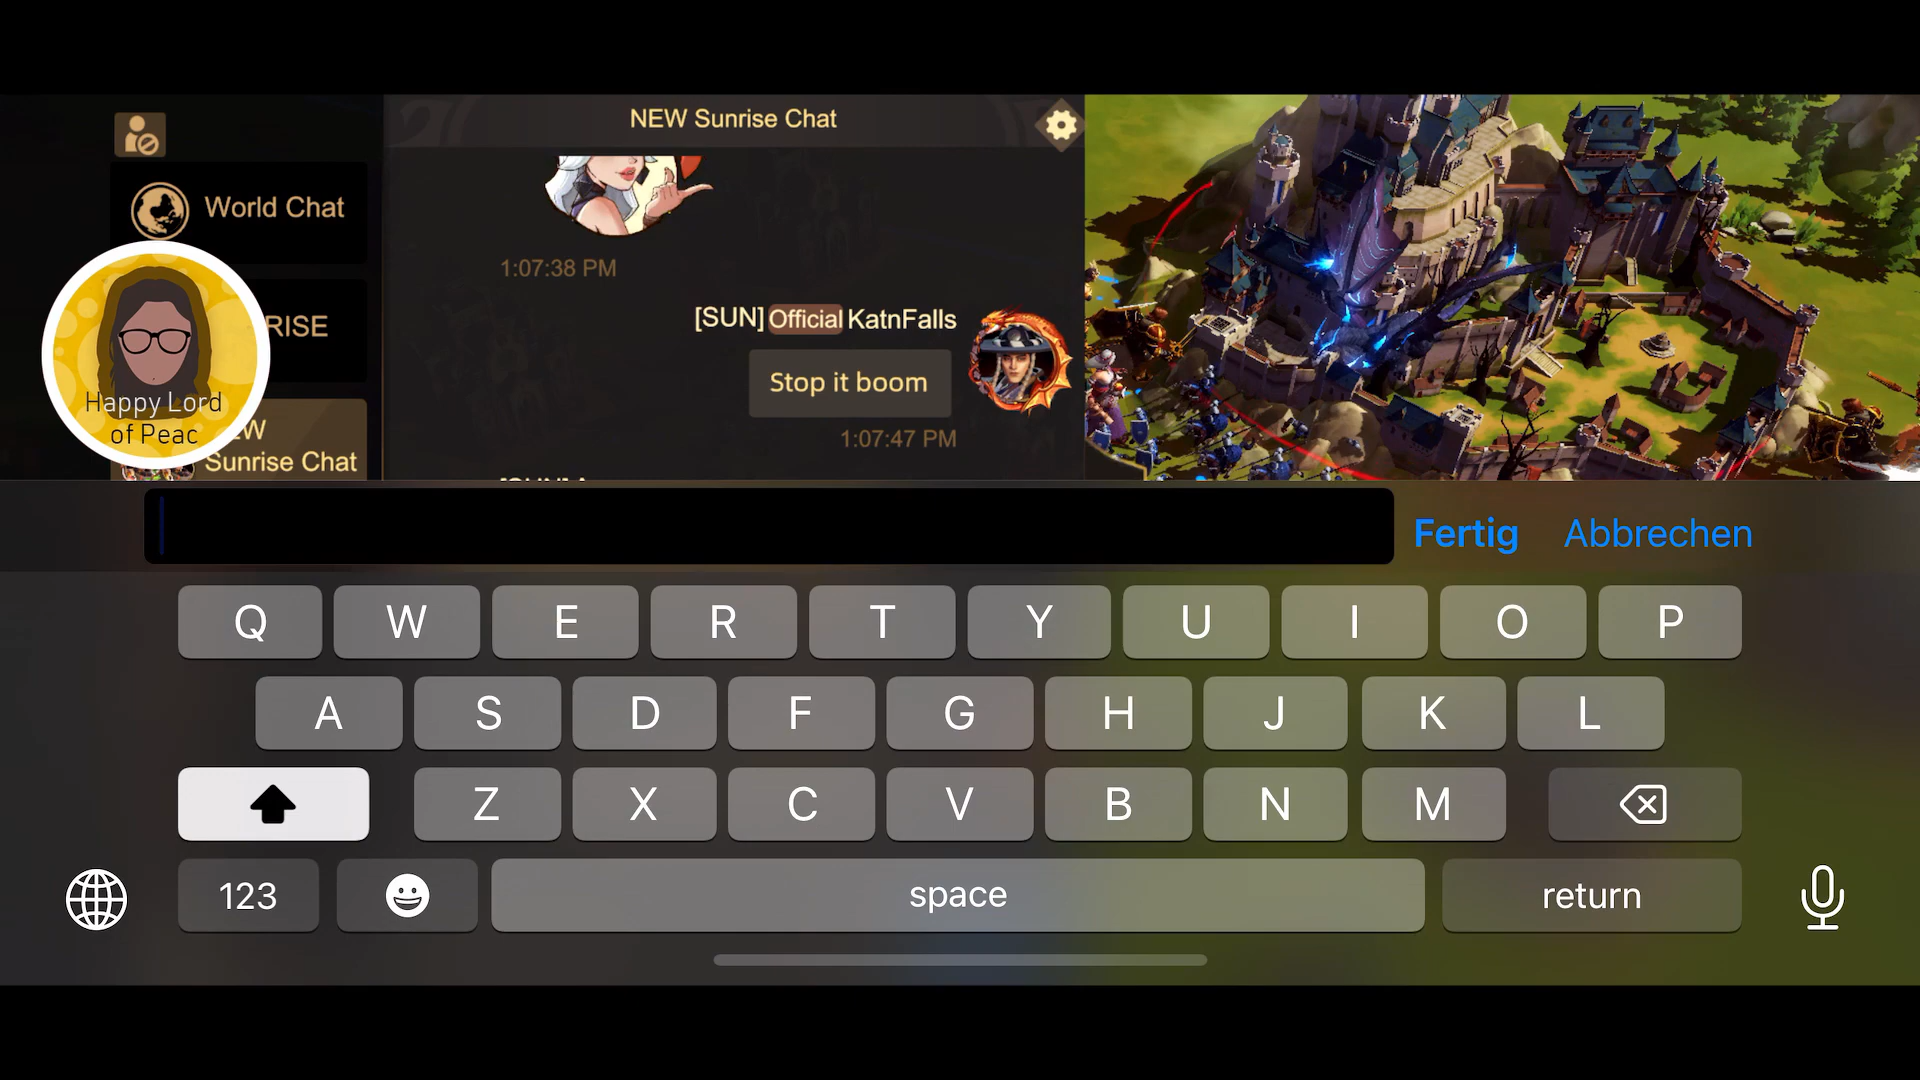 NEW Sunrise Chat
World Chat
RISE
Sunrise Chat
Happy Lord
of Peac
1:07:38 PM
[SUN] Official KatnFalls
Stop it boom
1:07:47 PM
Fertig Abbrechen
Q W E R T Y U I O P
A S D F G H J K L
Z X C V B N M
123 space return